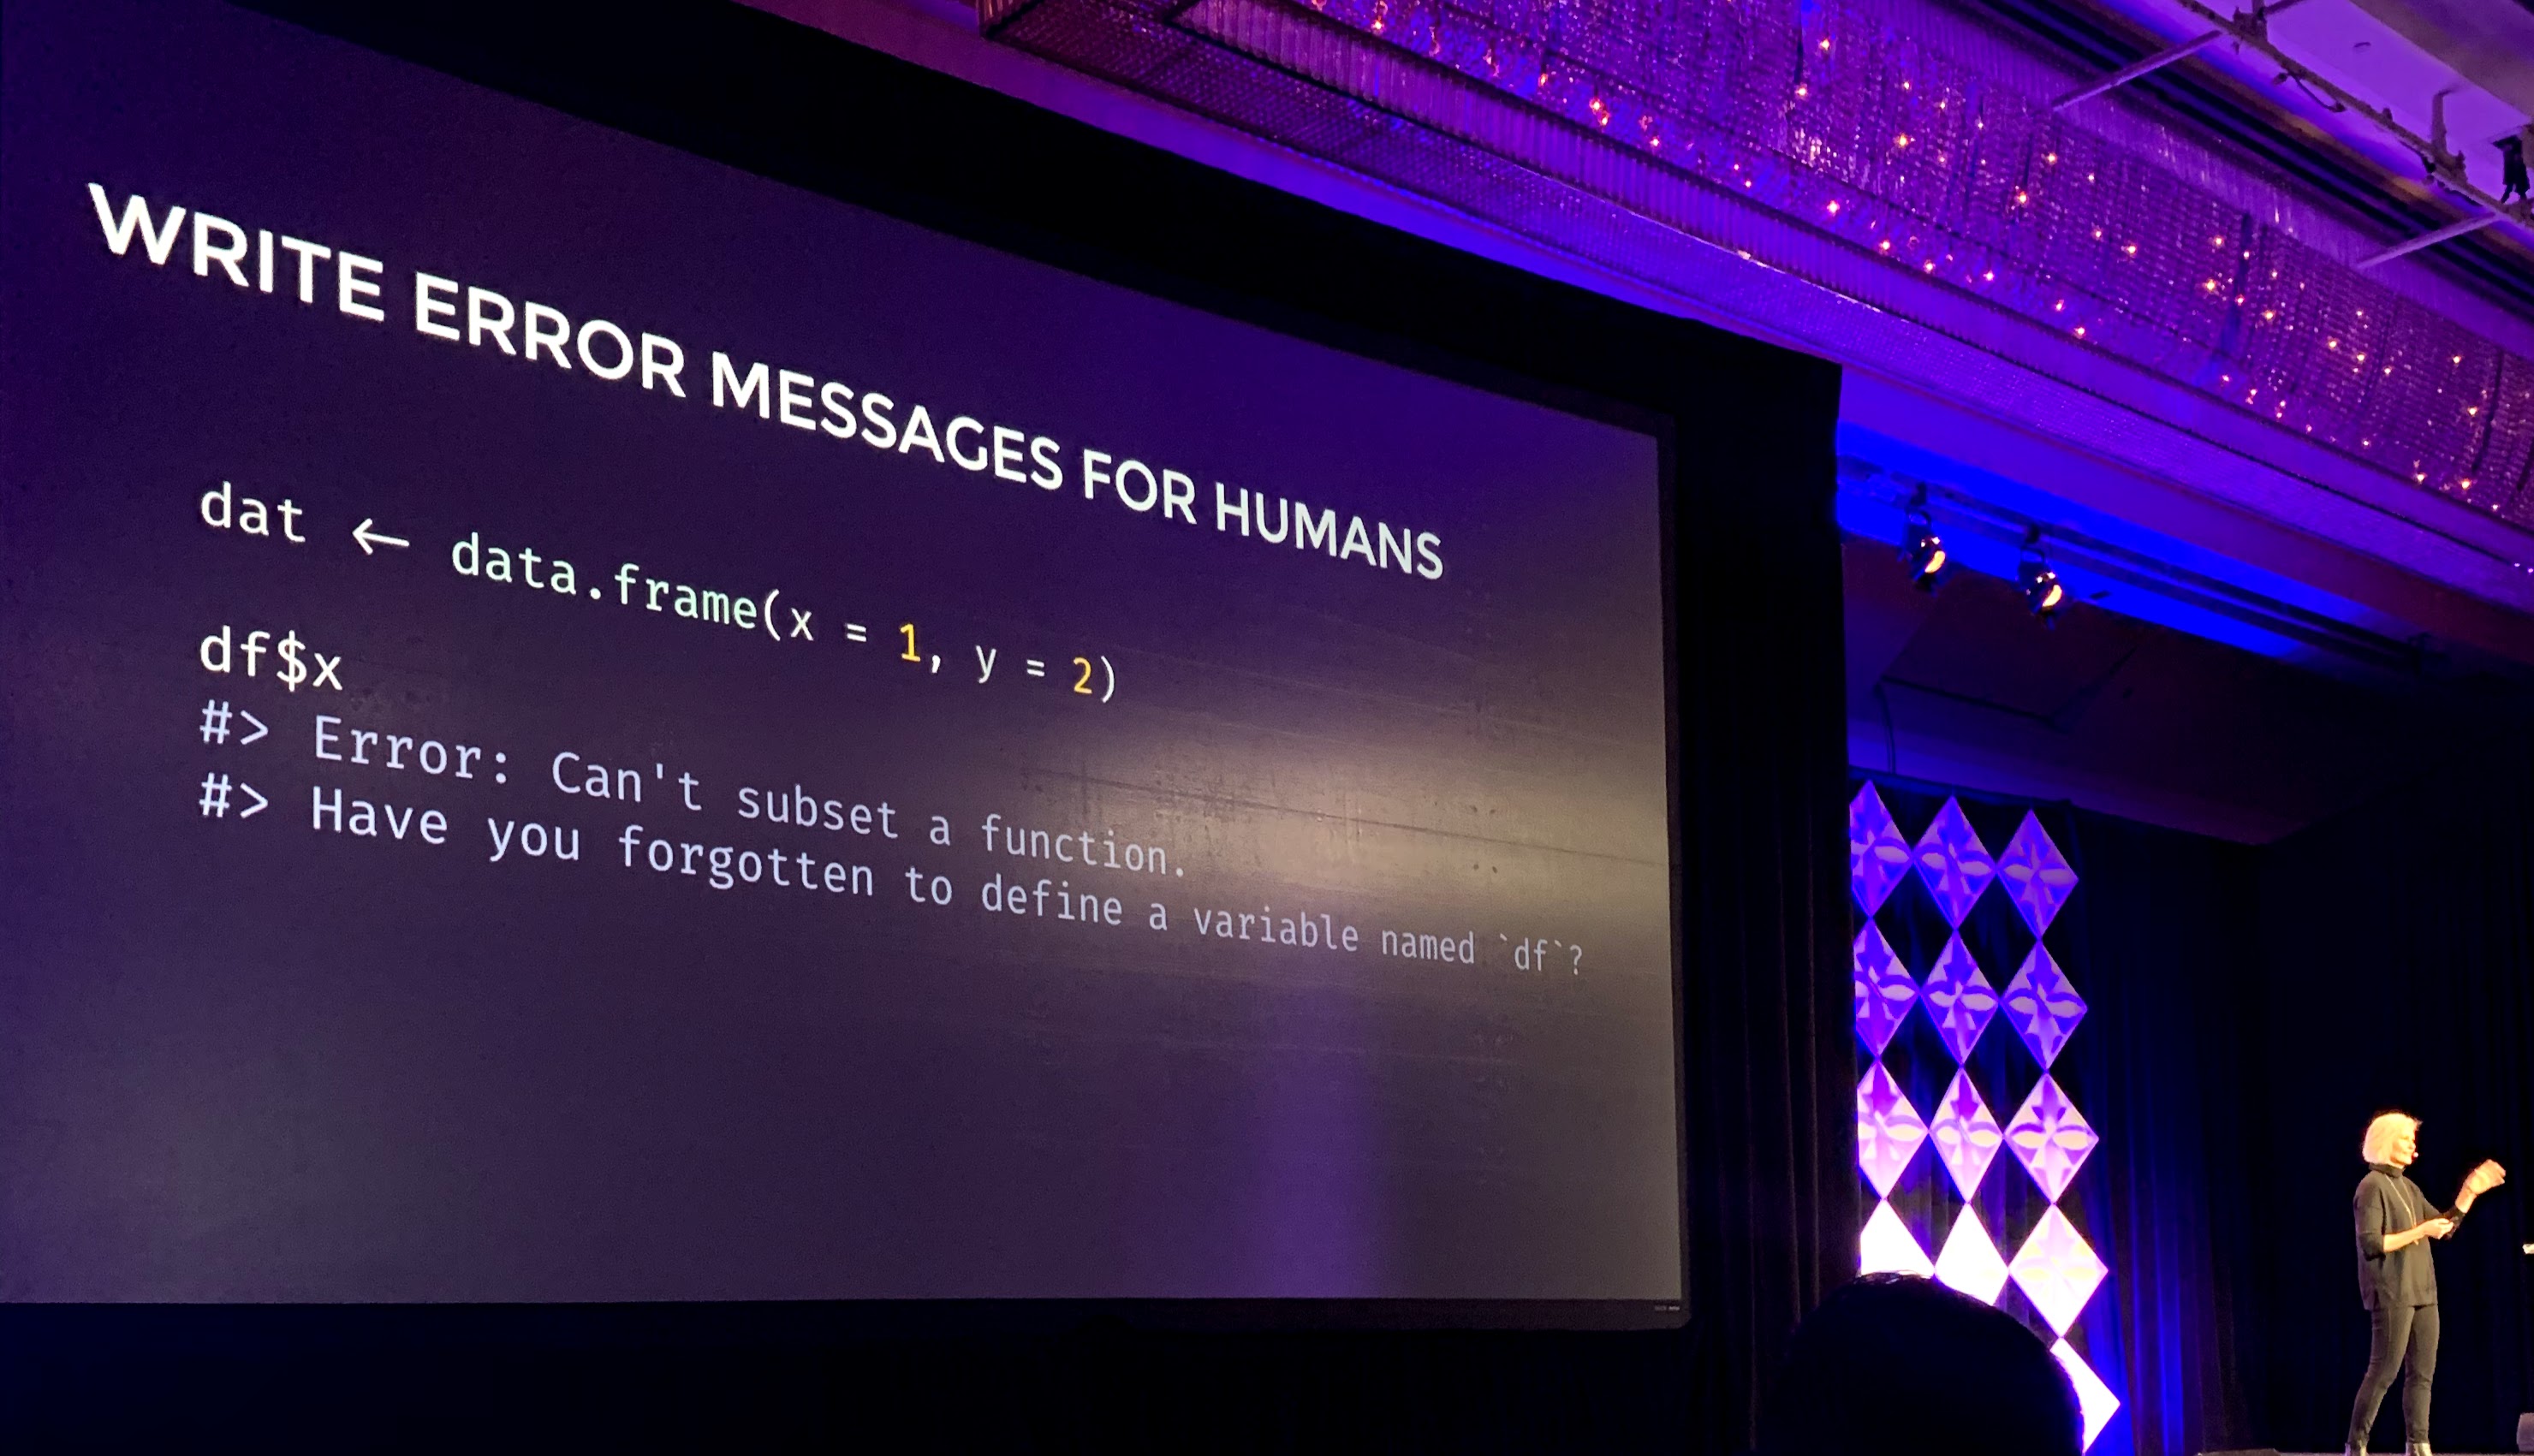 WRITE ERROR MESSAGES FOR HUMANS
dat ← data.frame(x = 1, y = 2)
df$x
#> Error: Can't subset a function.
#> Have you forgotten to define a variable named `df`?